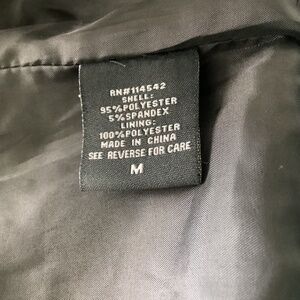 RN#114542
SHELL:
95%POLYESTER
5%SPANDEX
LINING:
100%POLYESTER
MADE IN CHINA
SEE REVERSE FOR CARE
M